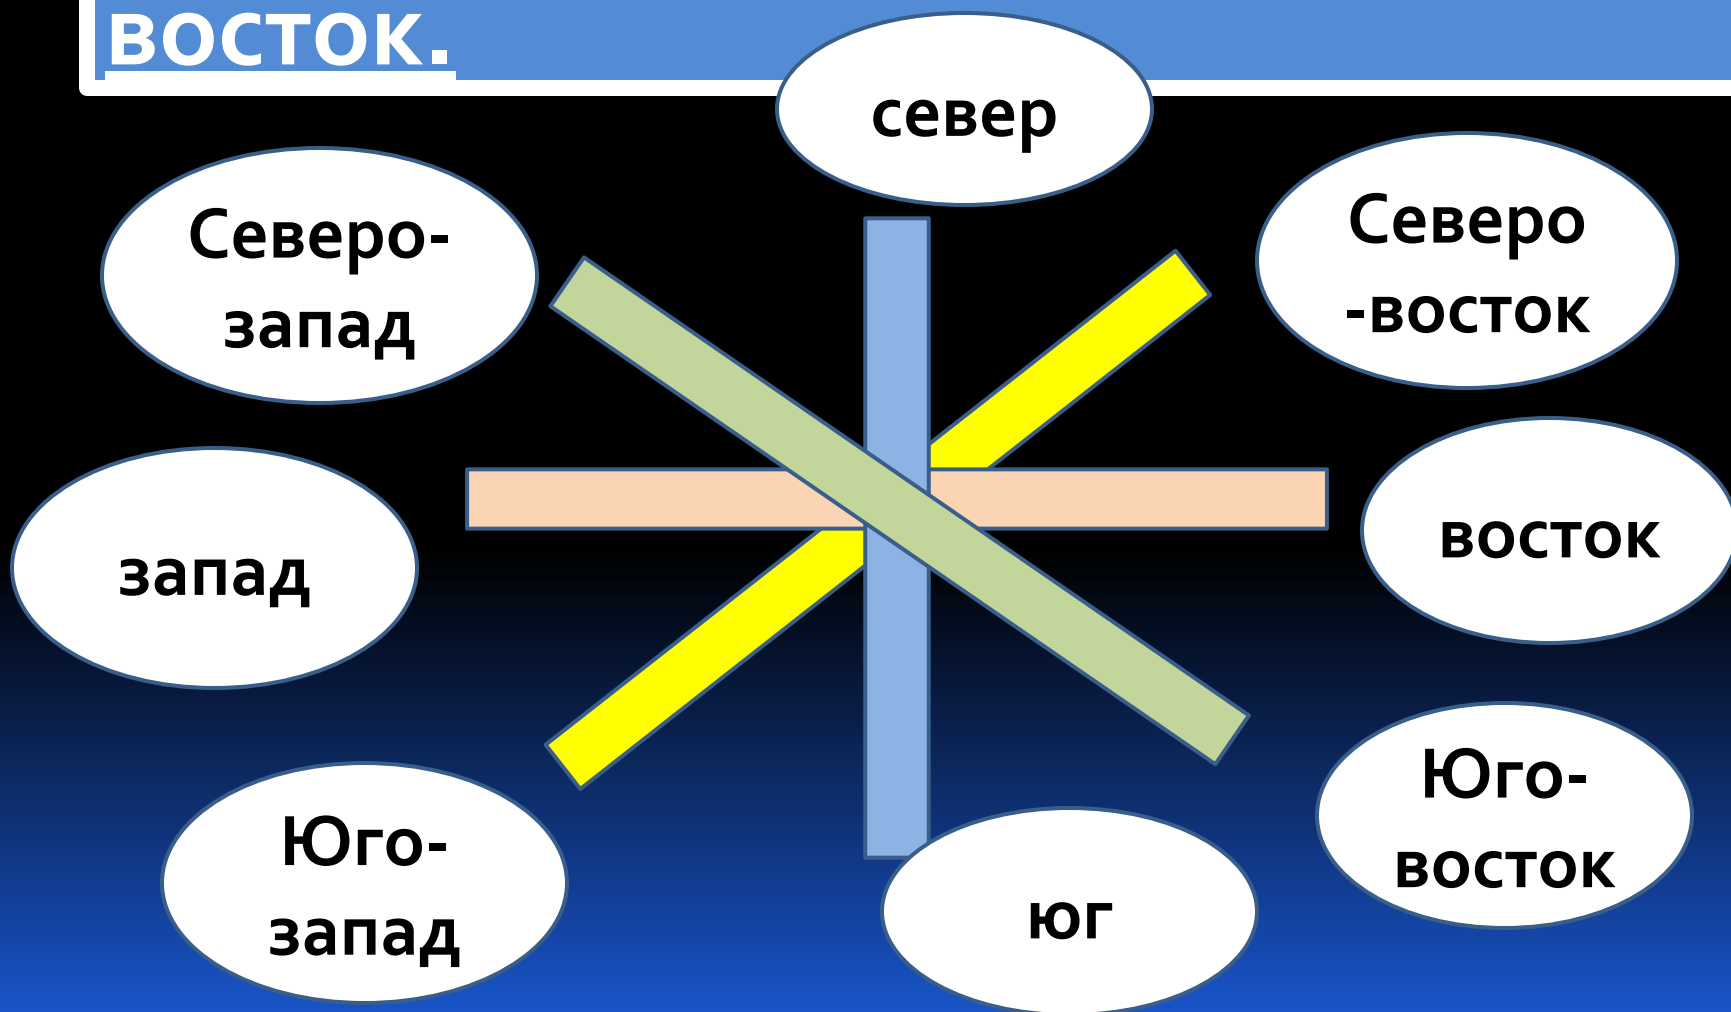 восток.
север
Северо-
запад
Северо
-восток
запад
восток
Юго-
запад
юг
Юго-
восток